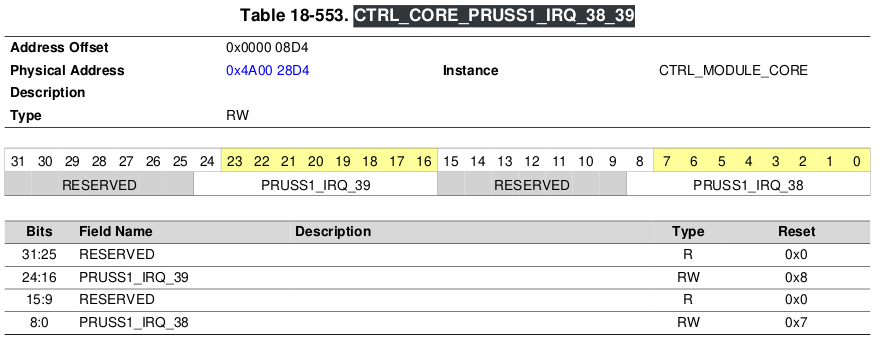 Table 18-553. CTRL_CORE_PRUSS1_IRQ_38_39
Address Offset 0x0000 08D4
Physical Address 0x4A00 28D4 Instance CTRL_MODULE_CORE
Description
Type RW
31 30 29 28 27 26 25 24 23 22 21 20 19 18 17 16 15 14 13 12 11 10 9 8 7 6 5 4 3 2 1 0
RESERVED PRUSS1_IRQ_39 RESERVED PRUSS1_IRQ_38
Bits Field Name Description Type Reset
31:25 RESERVED R 0x0
24:16 PRUSS1_IRQ_39 RW 0x8
15:9 RESERVED R 0x0
8:0 PRUSS1_IRQ_38 RW 0x7